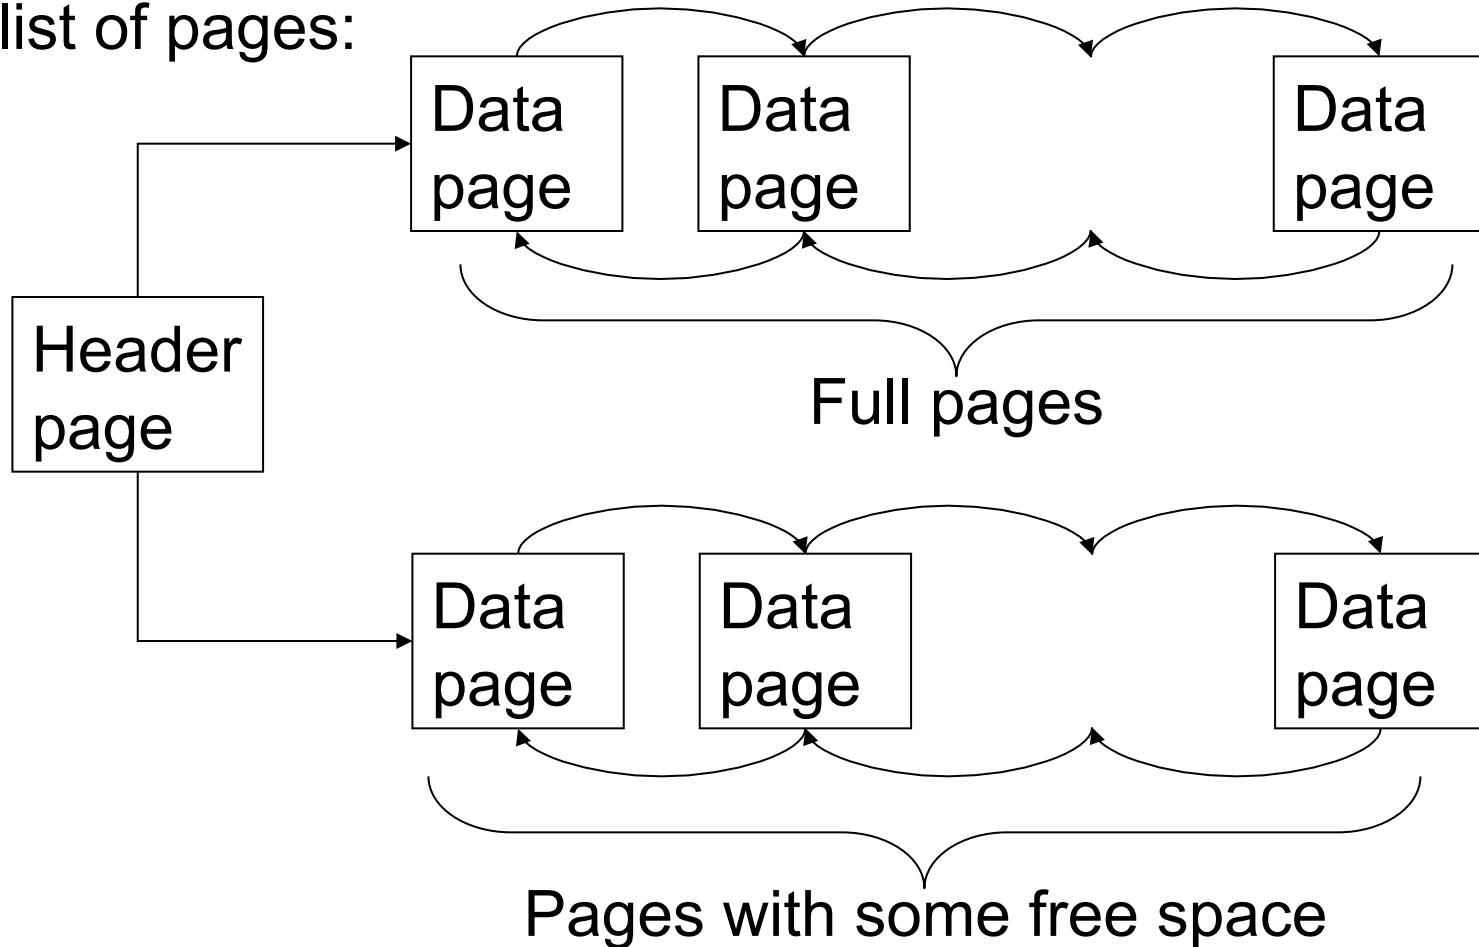 list of pages:
Data
page
Data
page
Data
page
Header
page
Full pages
Data
page
Data
page
Data
page
Pages with some free space